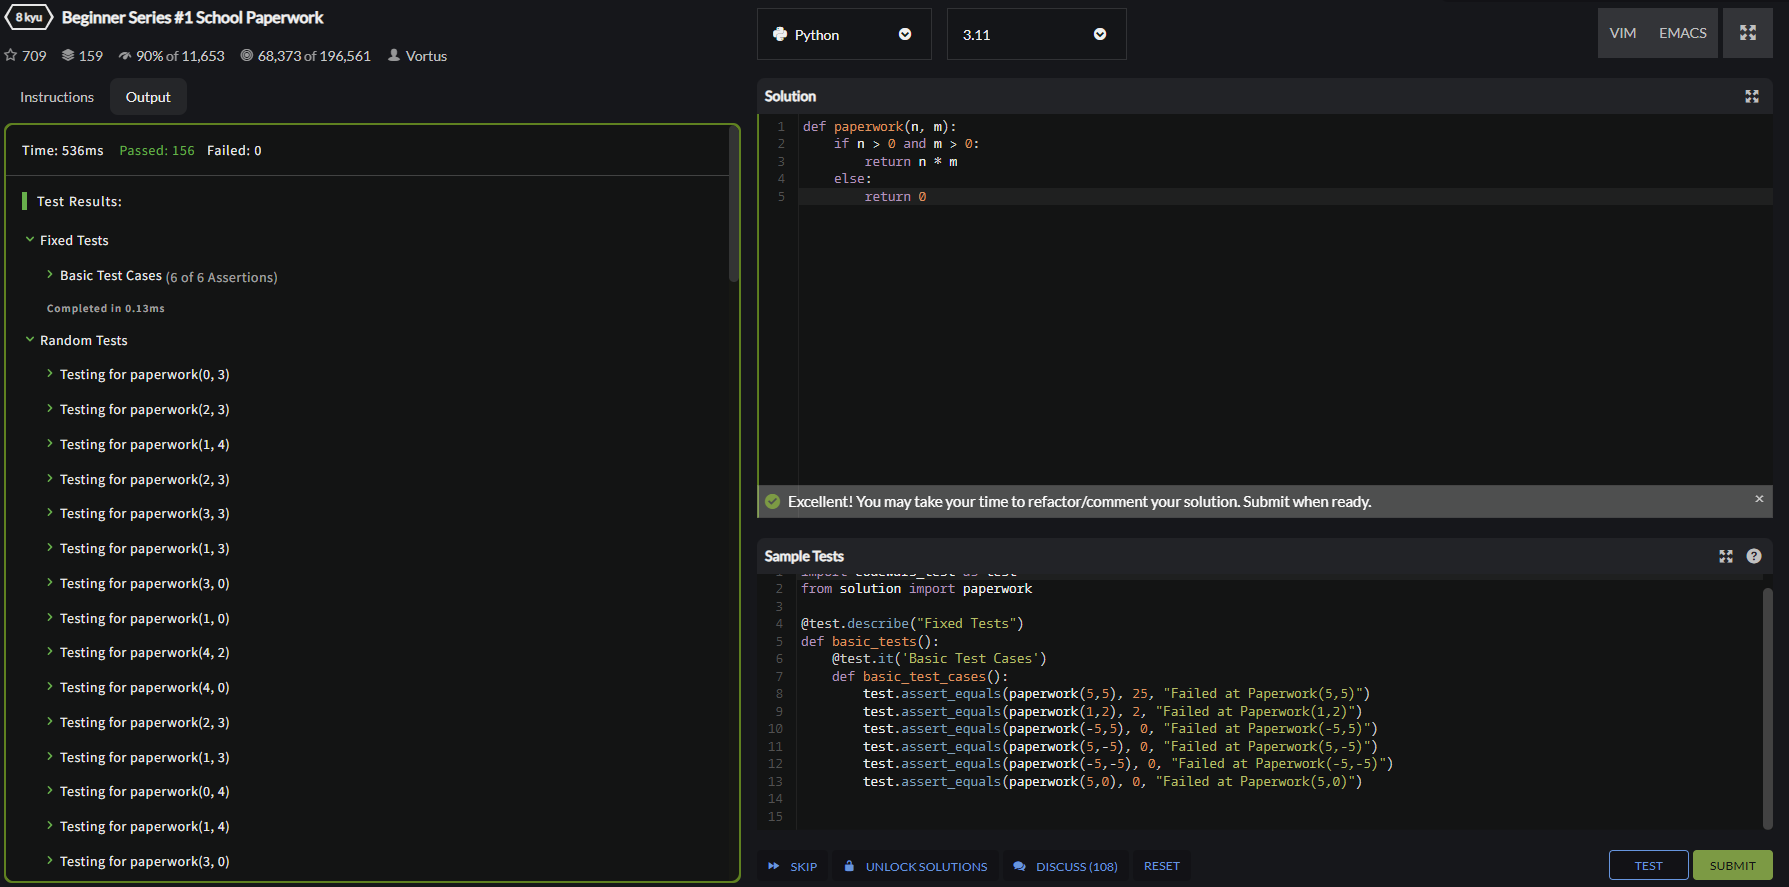 8 kyu Beginner Series #1 School Paperwork
709 159 90% of 11,653 68,373 of 196,561 Vortus
Instructions Output
Time: 536ms Passed: 156 Failed: 0
Test Results:
Fixed Tests
Basic Test Cases (6 of 6 Assertions)
Completed in 0.13ms
Random Tests
Testing for paperwork(0, 3)
Testing for paperwork(2, 3)
Testing for paperwork(1, 4)
Testing for paperwork(2, 3)
Testing for paperwork(3, 3)
Testing for paperwork(1, 3)
Testing for paperwork(3, 0)
Testing for paperwork(1, 0)
Testing for paperwork(4, 2)
Testing for paperwork(4, 0)
Testing for paperwork(2, 3)
Testing for paperwork(1, 3)
Testing for paperwork(0, 4)
Testing for paperwork(1, 4)
Testing for paperwork(3, 0)
Python 3.11 VIM EMACS
Solution
1 def paperwork(n, m):
2 if n > 0 and m > 0:
3 return n * m
4 else:
5 return 0
Excellent! You may take your time to refactor/comment your solution. Submit when ready.
Sample Tests
1 import codewars_test as test
2 from solution import paperwork
3
4 @test.describe("Fixed Tests")
5 def basic_tests():
6 @test.it('Basic Test Cases')
7 def basic_test_cases():
8 test.assert_equals(paperwork(5,5), 25, "Failed at Paperwork(5,5)")
9 test.assert_equals(paperwork(1,2), 2, "Failed at Paperwork(1,2)")
10 test.assert_equals(paperwork(-5,5), 0, "Failed at Paperwork(-5,5)")
11 test.assert_equals(paperwork(5,-5), 0, "Failed at Paperwork(5,-5)")
12 test.assert_equals(paperwork(-5,-5), 0, "Failed at Paperwork(-5,-5)")
13 test.assert_equals(paperwork(5,0), 0, "Failed at Paperwork(5,0)")
14
15
SKIP UNLOCK SOLUTIONS DISCUSS (108) RESET TEST SUBMIT